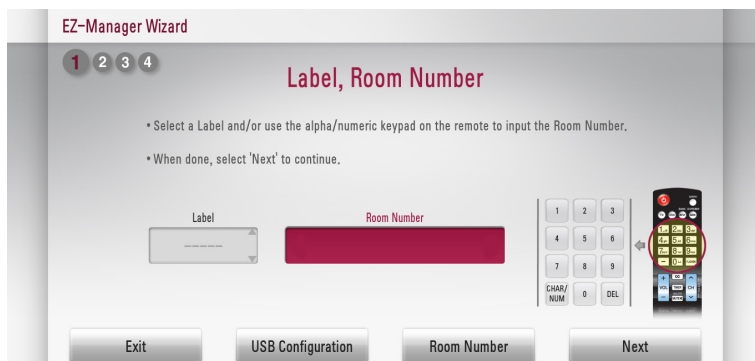 EZ-Manager Wizard
1 2 3 4
Label, Room Number
• Select a Label and/or use the alpha/numeric keypad on the remote to input the Room Number.
• When done, select 'Next' to continue.
Label
-----
Room Number
1 2 3
4 5 6
7 8 9
CHAR/
NUM 0 DEL
VOL
CH
Exit USB Configuration Room Number Next